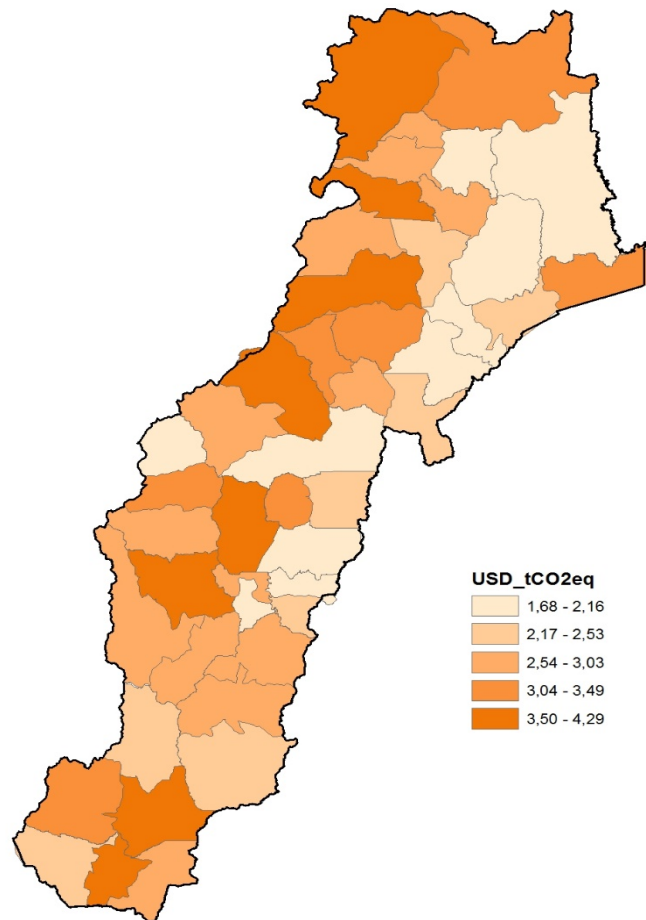 USD_tCO2eq
1,68 - 2,16
2,17 - 2,53
2,54 - 3,03
3,04 - 3,49
3,50 - 4,29